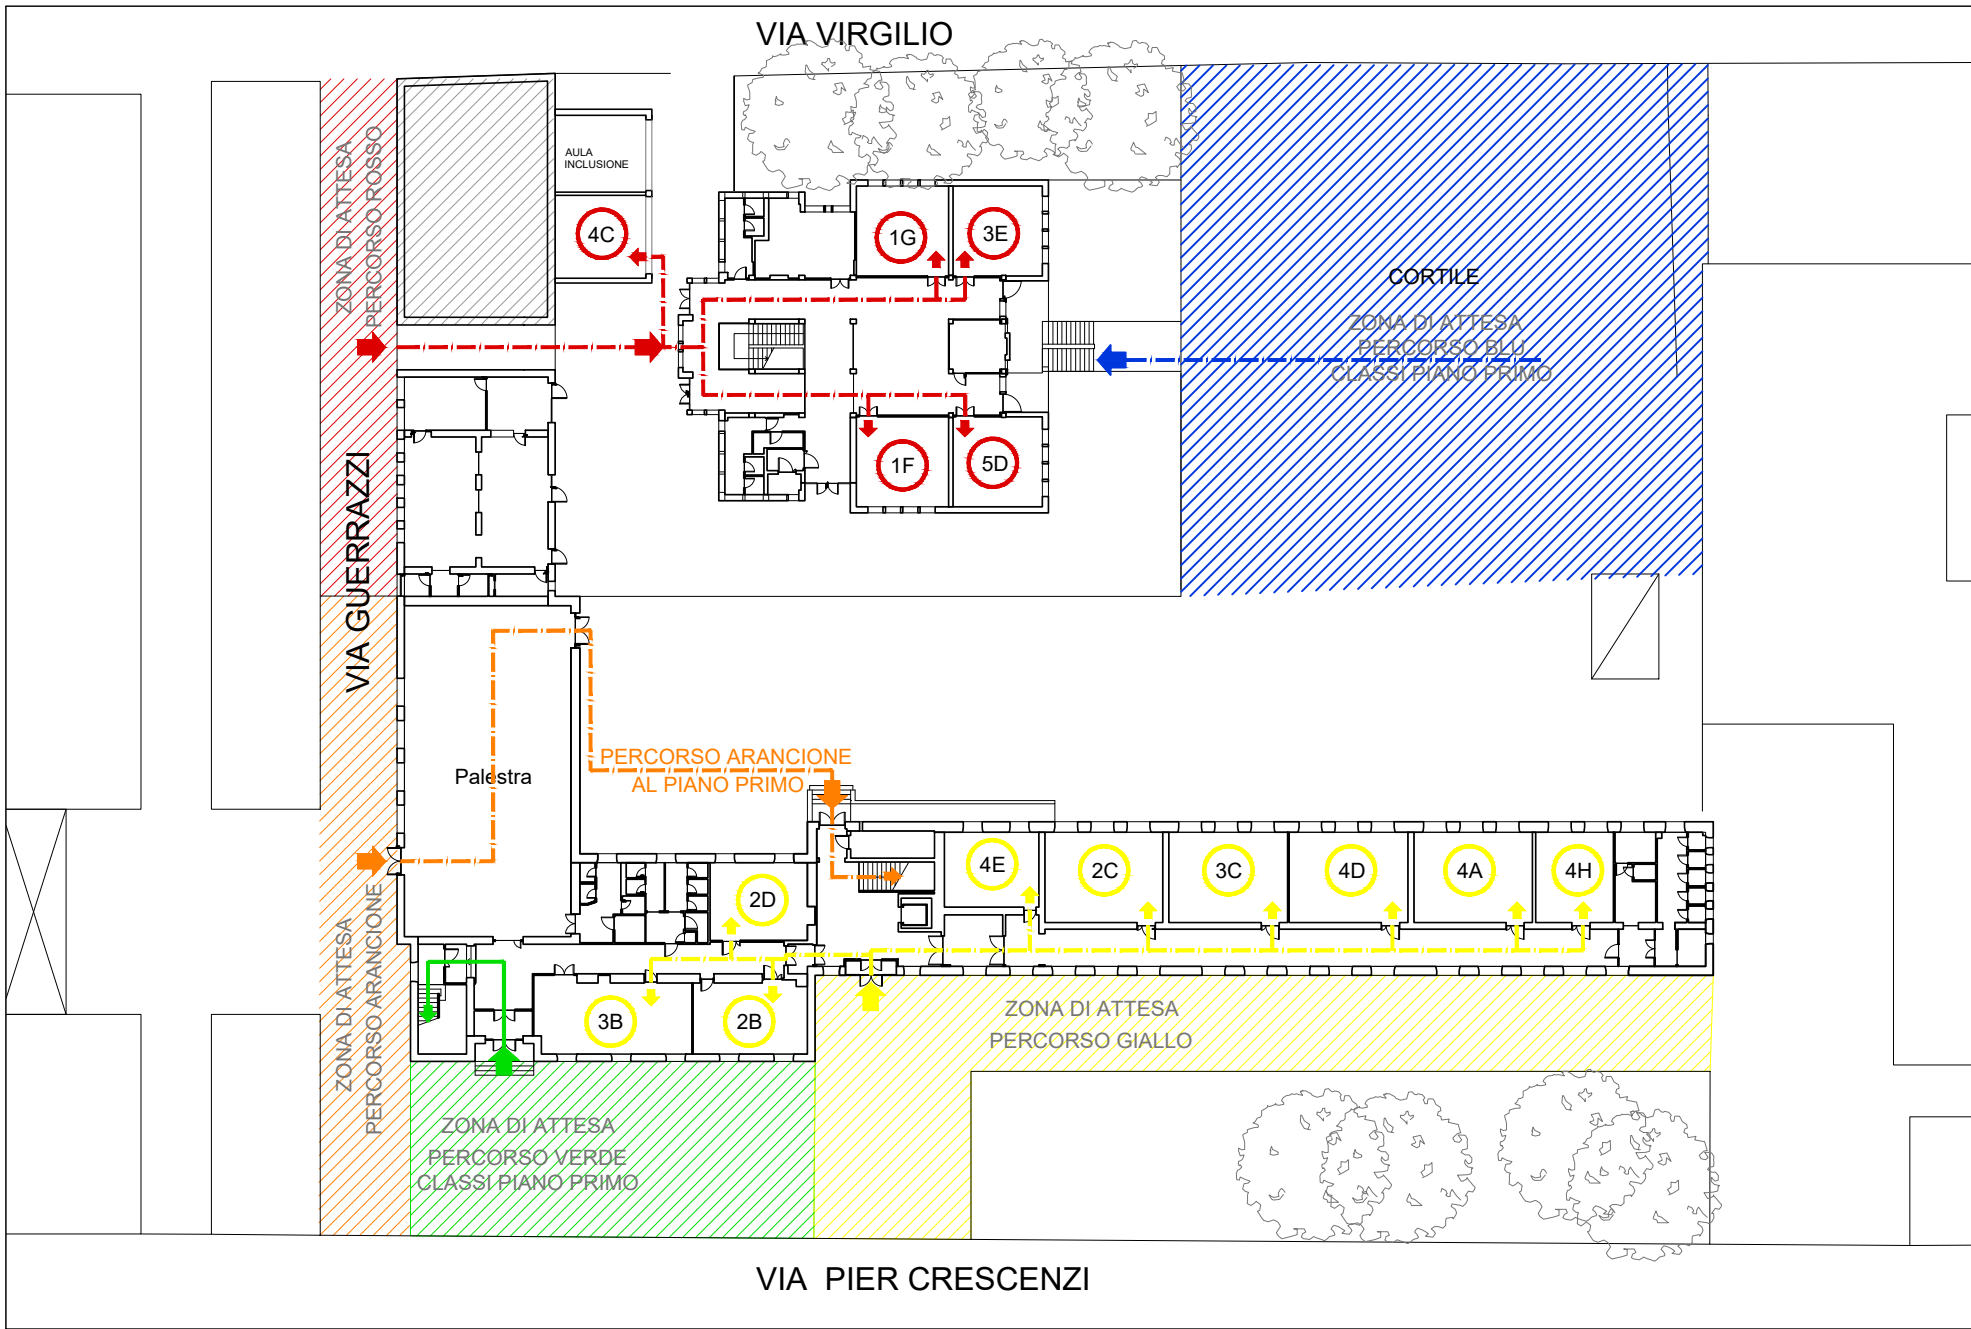 VIA VIRGILIO
ZONA DI ATTESA
PERCORSO ROSSO
AULA
INCLUSIONE
4C
1G
3E
CORTILE
ZONA DI ATTESA
PERCORSO BLU
CLASSI PIANO PRIMO
1F
5D
VIA GUERRAZZI
PERCORSO ARANCIONE
AL PIANO PRIMO
Palestra
ZONA DI ATTESA
PERCORSO ARANCIONE
4E
2C
3C
4D
4A
4H
2D
3B
2B
ZONA DI ATTESA
PERCORSO GIALLO
ZONA DI ATTESA
PERCORSO VERDE
CLASSI PIANO PRIMO
VIA PIER CRESCENZI